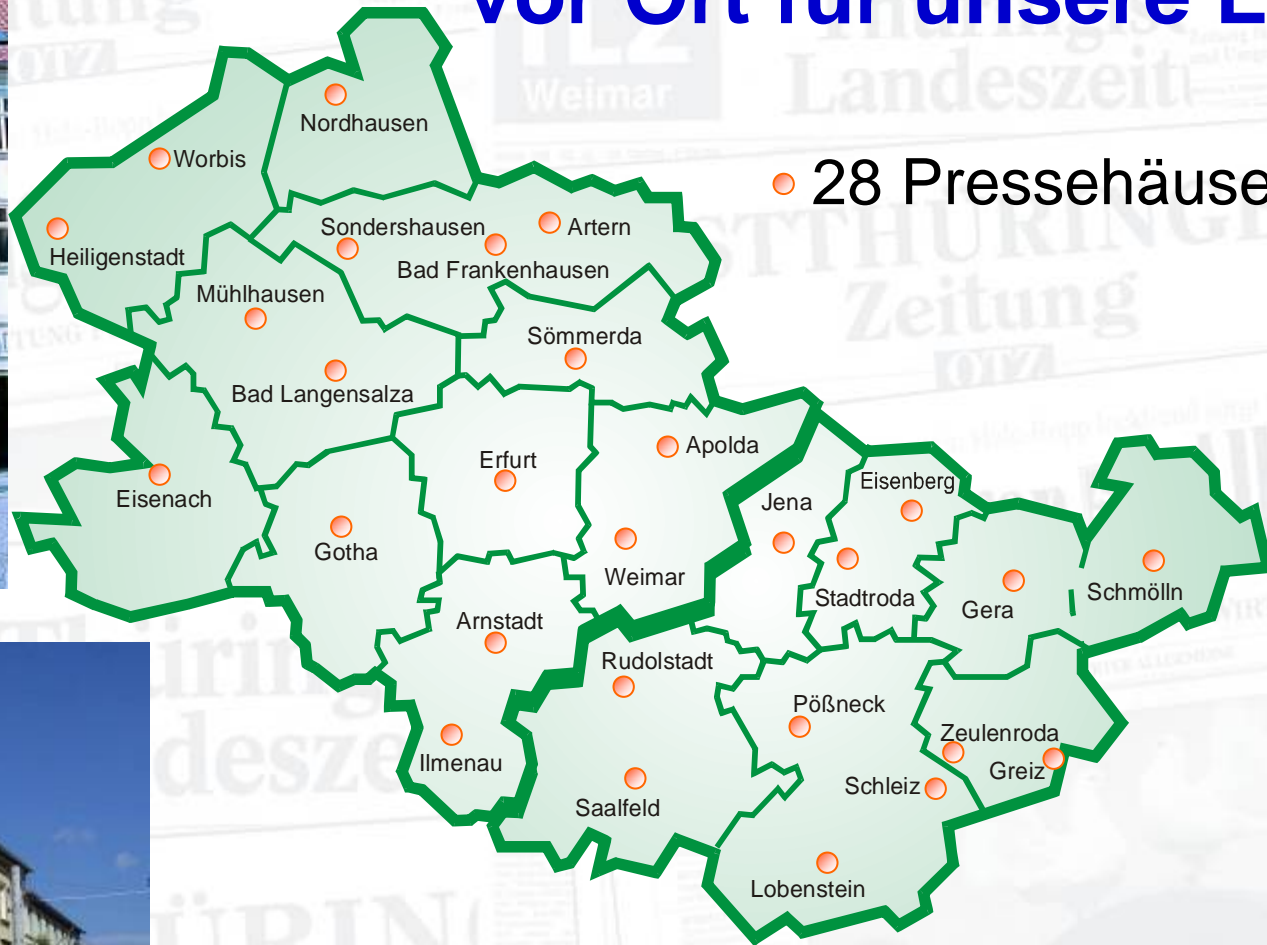 Vor Ort für unsere L
28 Pressehäuse
Nordhausen
Worbis
Heiligenstadt
Sondershausen
Artern
Bad Frankenhausen
Mühlhausen
Sömmerda
Bad Langensalza
Apolda
Erfurt
Eisenberg
Eisenach
Jena
Gotha
Weimar
Stadtroda
Gera
Schmölln
Arnstadt
Rudolstadt
Pößneck
Zeulenroda
Ilmenau
Greiz
Schleiz
Saalfeld
Lobenstein
TLZ
Weimar
Landeszeit
Zeitung
OTZ